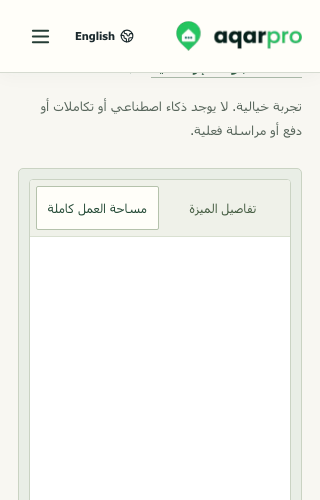 aqarpro
English
تجربة خيالية. لا يوجد ذكاء اصطناعي أو تكاملات أو
دفع أو مراسلة فعلية.
تفاصيل الميزة
مساحة العمل كاملة